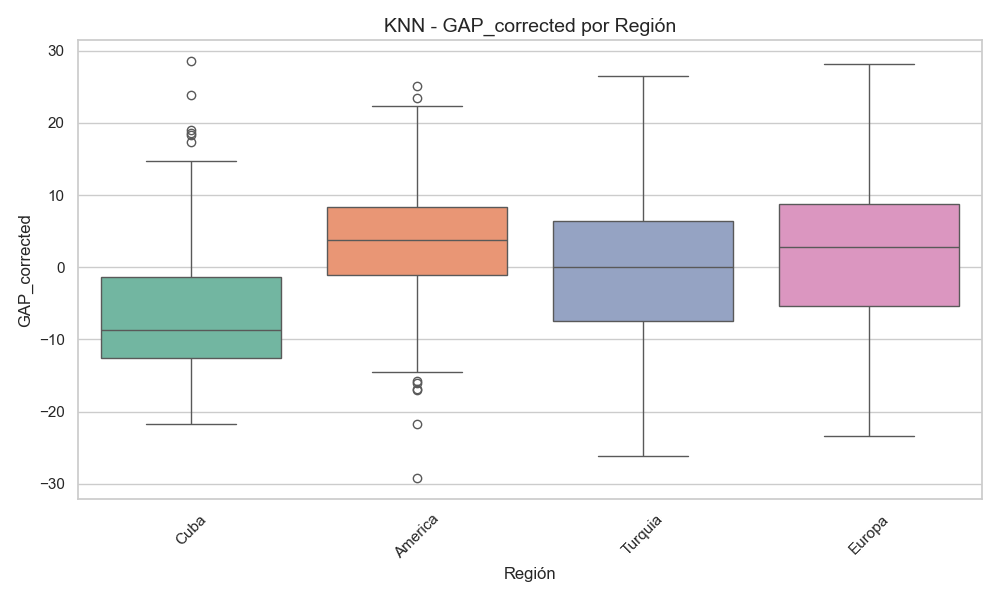 KNN - GAP_corrected por Región
30
20
10
0
−10
−20
−30
GAP_corrected
Cuba
America
Turquia
Europa
Región